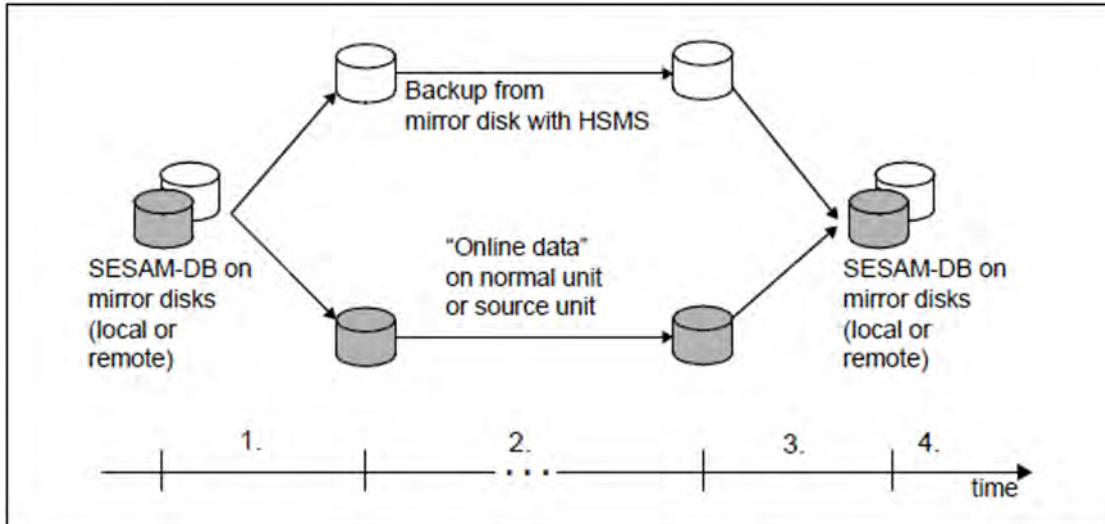 Backup from
mirror disk with HSMS
SESAM-DB on
mirror disks
(local or
remote)
“Online data”
on normal unit
or source unit
SESAM-DB on
mirror disks
(local or
remote)
1.
2.
3.
4.
. . .
time